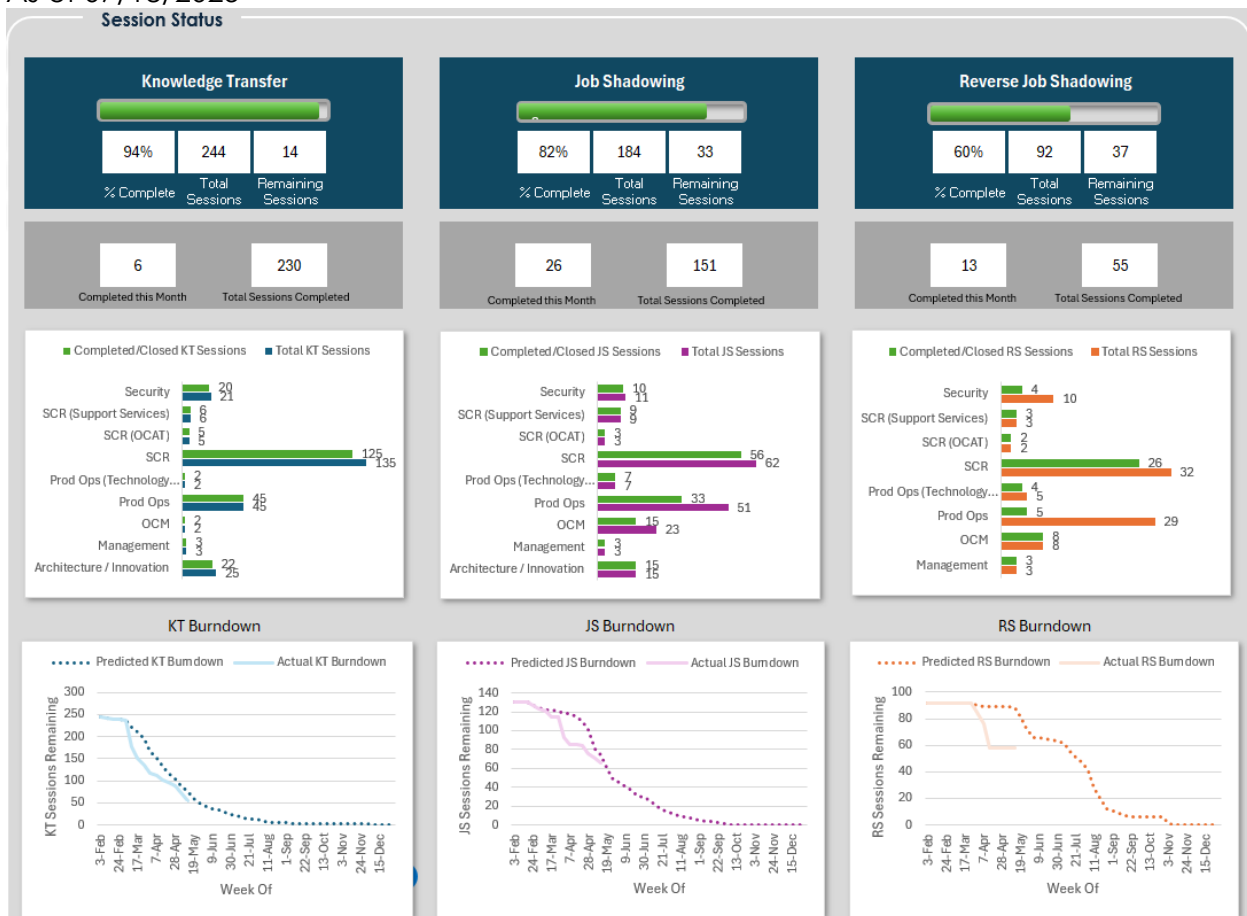 Session Status
Knowledge Transfer
94%
244
14
% Complete
Total Sessions
Remaining Sessions
6
230
Completed this Month
Total Sessions Completed
Completed/Closed KT Sessions
Total KT Sessions
Security
20
21
SCR (Support Services)
6
6
SCR (OCAT)
5
5
SCR
125
135
Prod Ops (Technology...
2
2
Prod Ops
45
45
OCM
2
2
Management
3
3
Architecture / Innovation
22
25
KT Burndown
Predicted KT Burndown
Actual KT Burndown
KT Sessions Remaining
300
250
200
150
100
50
0
3-Feb
24-Feb
17-Mar
7-Apr
28-Apr
19-May
9-Jun
30-Jun
21-Jul
11-Aug
1-Sep
22-Sep
13-Oct
3-Nov
24-Nov
15-Dec
Week Of
Job Shadowing
82%
184
33
% Complete
Total Sessions
Remaining Sessions
26
151
Completed this Month
Total Sessions Completed
Completed/Closed JS Sessions
Total JS Sessions
Security
10
11
SCR (Support Services)
9
9
SCR (OCAT)
3
3
SCR
56
62
Prod Ops (Technology...
7
7
Prod Ops
33
51
OCM
15
23
Management
3
3
Architecture / Innovation
15
15
JS Burndown
Predicted JS Burndown
Actual JS Burndown
JS Sessions Remaining
140
120
100
80
60
40
20
0
3-Feb
24-Feb
17-Mar
7-Apr
28-Apr
19-May
9-Jun
30-Jun
21-Jul
11-Aug
1-Sep
22-Sep
13-Oct
3-Nov
24-Nov
15-Dec
Week Of
Reverse Job Shadowing
60%
92
37
% Complete
Total Sessions
Remaining Sessions
13
55
Completed this Month
Total Sessions Completed
Completed/Closed RS Sessions
Total RS Sessions
Security
4
10
SCR (Support Services)
3
3
SCR (OCAT)
2
2
SCR
26
32
Prod Ops (Technology...
4
5
Prod Ops
5
29
OCM
8
8
Management
3
3
RS Burndown
Predicted RS Burndown
Actual RS Burndown
RS Sessions Remaining
100
80
60
40
20
0
3-Feb
24-Feb
17-Mar
7-Apr
28-Apr
19-May
9-Jun
30-Jun
21-Jul
11-Aug
1-Sep
22-Sep
13-Oct
3-Nov
24-Nov
15-Dec
Week Of